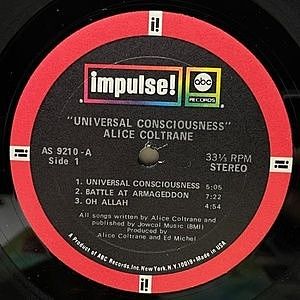 impulse!
abc
RECORDS
"UNIVERSAL CONSCIOUSNESS"
ALICE COLTRANE
AS 9210-A
Side 1
33⅓ RPM
STEREO
1. UNIVERSAL CONSCIOUSNESS 5:05
2. BATTLE AT ARMAGEDDON 7:22
3. OH ALLAH 4:54
All songs written by Alice Coltrane and
published by Jowcol Music (BMI)
Produced by
Alice Coltrane and Ed Michel
A Product of ABC Records, Inc. New York, N.Y. 10019 • Made in USA